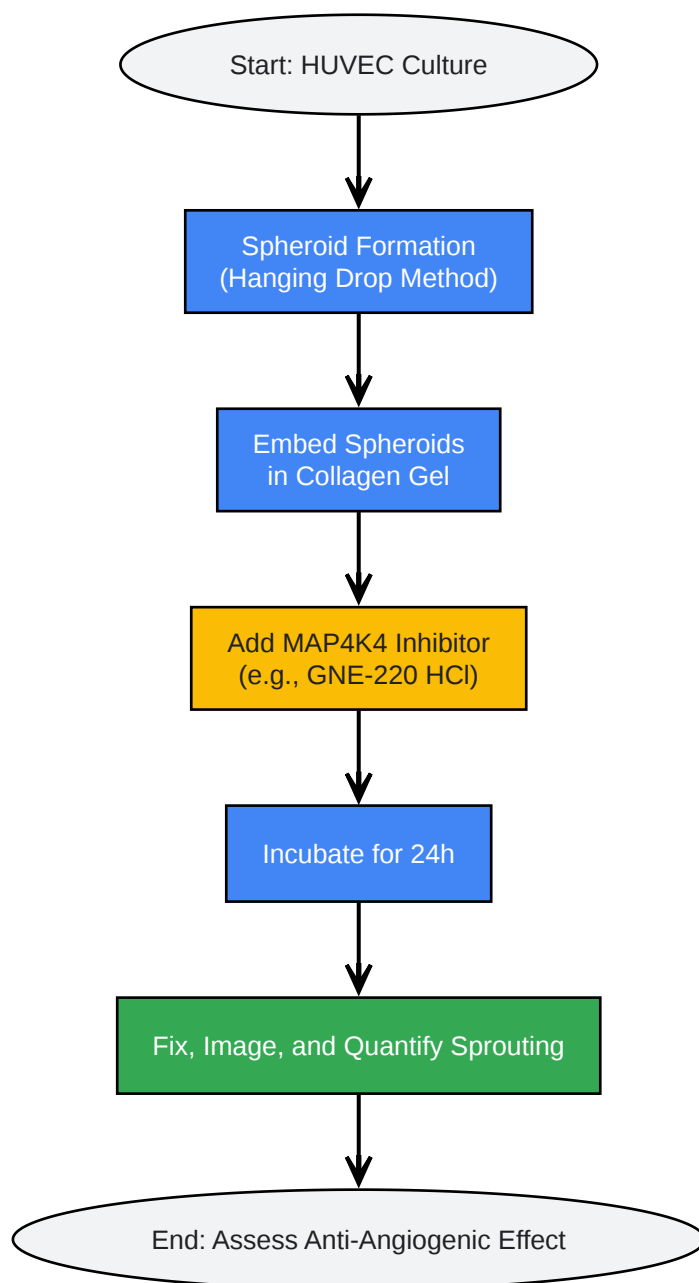 Start: HUVEC Culture
Spheroid Formation
(Hanging Drop Method)
Embed Spheroids
in Collagen Gel
Add MAP4K4 Inhibitor
(e.g., GNE-220 HCl)
Incubate for 24h
Fix, Image, and Quantify Sprouting
End: Assess Anti-Angiogenic Effect